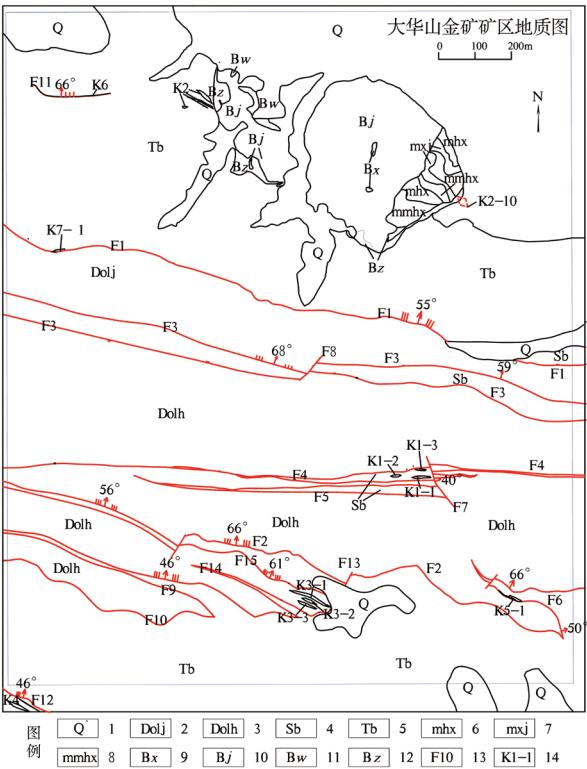 大华山金矿矿区地质图
0 100 200m
N
Q
Q
F11 66° K6
K2
Bw
Bz
Bw
Bj
Bj
Bz
Tb
Q
Bj
Bx
mxj
mhx
mmhx
mhx
mmhx
K2-10
Bz
Q
Tb
K7-1
F1
Dolj
F1
55°
F3
F3
68°
F8
F3
Q
Sb
F1
59°
Sb
F3
Dolh
K1-3
K1-2
F4
F4
40°
K1-1
F5
Sb
F7
56°
Dolh
66°
F2
Dolh
Dolh
Dolh
46°
F9
F14
F15
61°
F13
F2
66°
K3-1
K3-3
K3-2
Q
K5-1
F6
F10
50°
Tb
Tb
46°
K4
F12
Q
Q
图例
Q 1 Dolj 2 Dolh 3 Sb 4 Tb 5 mhx 6 mxj 7
mmhx 8 Bx 9 Bj 10 Bw 11 Bz 12 F10 13 K1-1 14